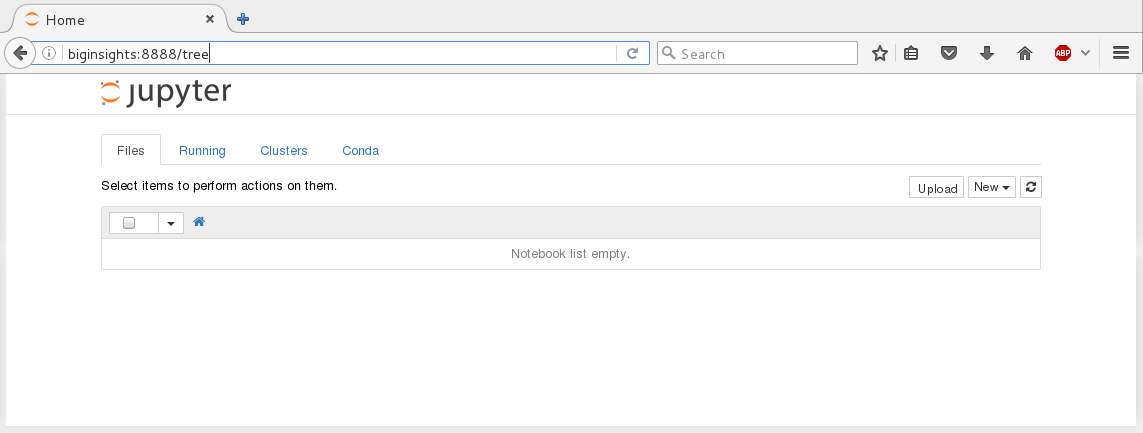 Home
biginsights:8888/tree
Search
ABP
jupyter
Files Running Clusters Conda
Select items to perform actions on them.
Upload New
Notebook list empty.